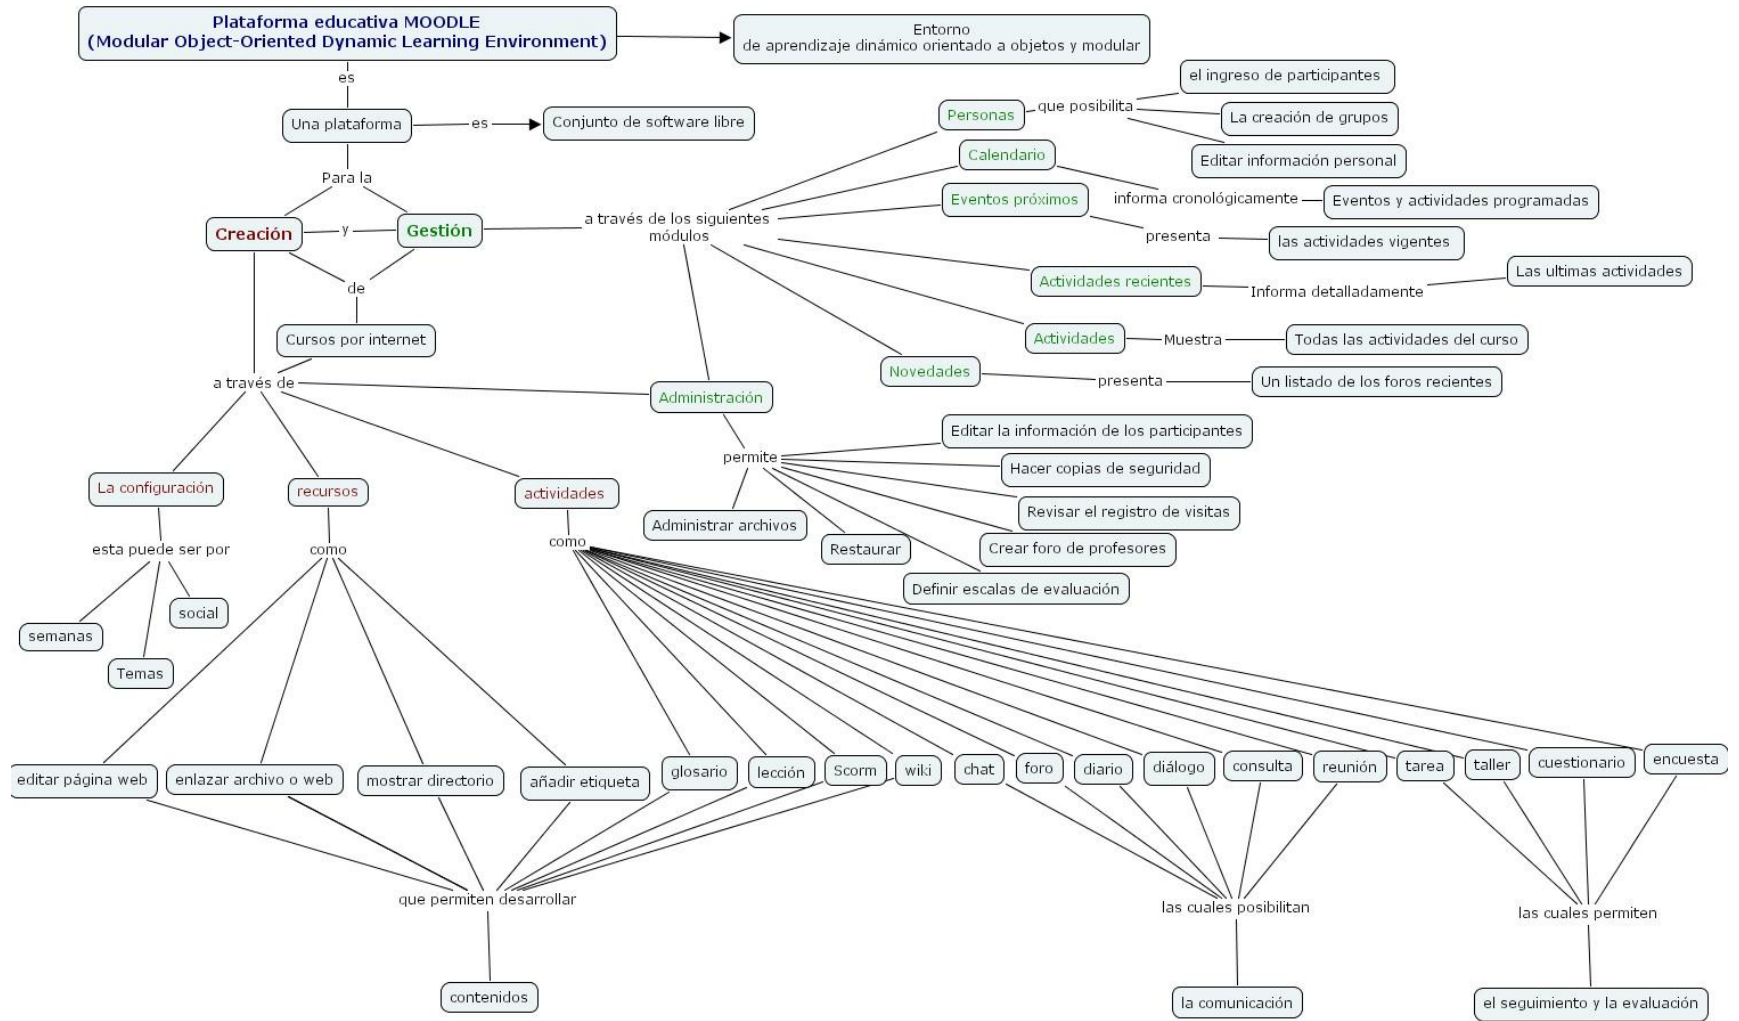 Plataforma educativa MOODLE
(Modular Object-Oriented Dynamic Learning Environment)
Entorno
de aprendizaje dinámico orientado a objetos y modular
es
Una plataforma
es
Conjunto de software libre
Para la
Creación
y
Gestión
de
Cursos por internet
a través de los siguientes
módulos
Personas
que posibilita
el ingreso de participantes
La creación de grupos
Editar información personal
Calendario
informa cronológicamente
Eventos y actividades programadas
Eventos próximos
presenta
las actividades vigentes
Actividades recientes
Informa detalladamente
Las ultimas actividades
Actividades
Muestra
Todas las actividades del curso
Novedades
presenta
Un listado de los foros recientes
a través de
Administración
permite
Editar la información de los participantes
Hacer copias de seguridad
Revisar el registro de visitas
Crear foro de profesores
Definir escalas de evaluación
Restaurar
Administrar archivos
La configuración
recursos
actividades
esta puede ser por
como
como
semanas
Temas
social
editar página web
enlazar archivo o web
mostrar directorio
añadir etiqueta
glosario
lección
Scorm
wiki
chat
foro
diario
diálogo
consulta
reunión
tarea
taller
cuestionario
encuesta
que permiten desarrollar
las cuales posibilitan
las cuales permiten
contenidos
la comunicación
el seguimiento y la evaluación